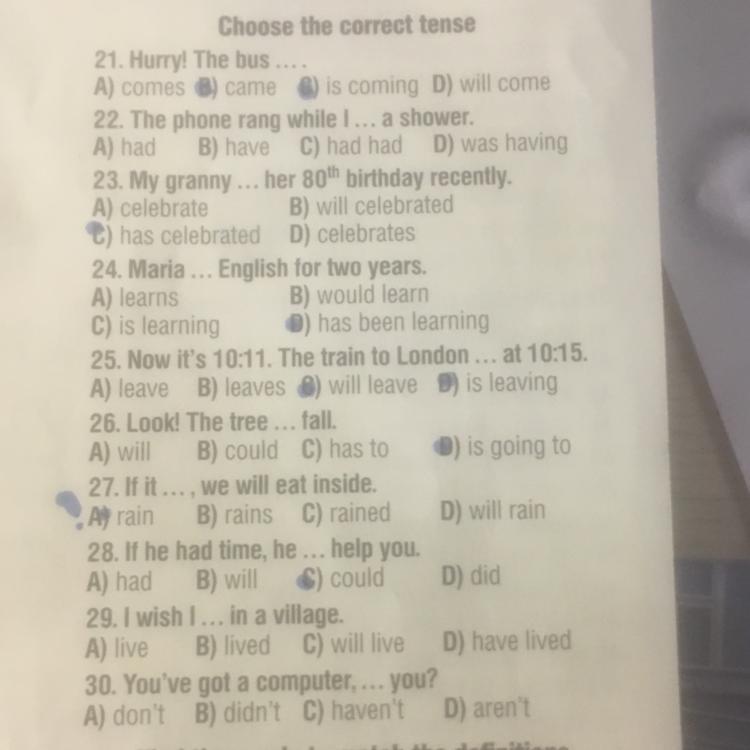 Choose the correct tense
21. Hurry! The bus ....
A) comes B) came C) is coming D) will come
22. The phone rang while I ... a shower.
A) had B) have C) had had D) was having
23. My granny ... her 80th birthday recently.
A) celebrate B) will celebrated
C) has celebrated D) celebrates
24. Maria ... English for two years.
A) learns B) would learn
C) is learning D) has been learning
25. Now it's 10:11. The train to London ... at 10:15.
A) leave B) leaves C) will leave D) is leaving
26. Look! The tree ... fall.
A) will B) could C) has to D) is going to
27. If it ..., we will eat inside.
A) rain B) rains C) rained D) will rain
28. If he had time, he ... help you.
A) had B) will C) could D) did
29. I wish I ... in a village.
A) live B) lived C) will live D) have lived
30. You've got a computer, ... you?
A) don't B) didn't C) haven't D) aren't
the definitions